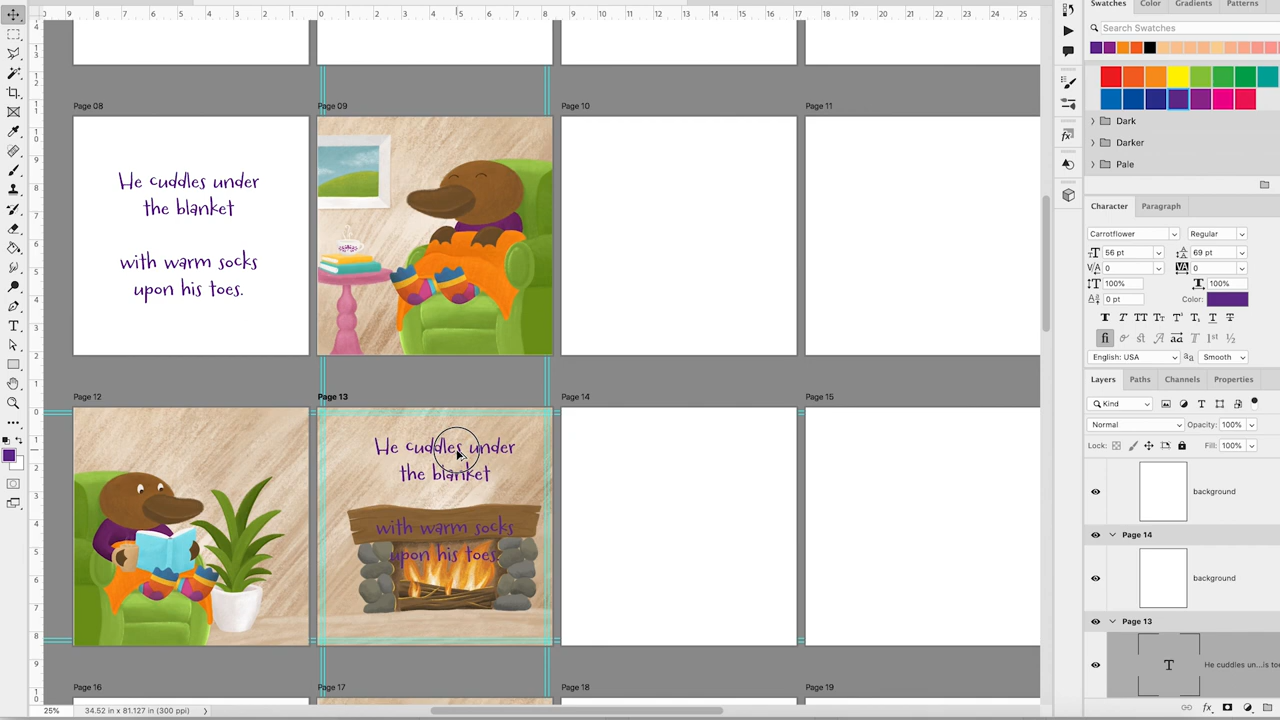 Swatches Color Gradients Patterns
Search Swatches
Page 08 Page 09 Page 10 Page 11
Dark
Darker
Pale
He cuddles under
the blanket
with warm socks
upon his toes.
Character Paragraph
Carrotflower Regular
56 pt 69 pt
0 0
100% 100%
0 pt Color:
English: USA Smooth
Layers Paths Channels Properties
Page 12 Page 13 Page 14 Page 15
Kind
Normal Opacity: 100%
Lock: Fill: 100%
He cuddles under
the blanket
with warm socks
upon his toes.
background
Page 14
background
Page 13
He cuddles un...is toe
Page 16 Page 17 Page 18 Page 19
25% 34.52 in x 81.127 in (300 ppi)